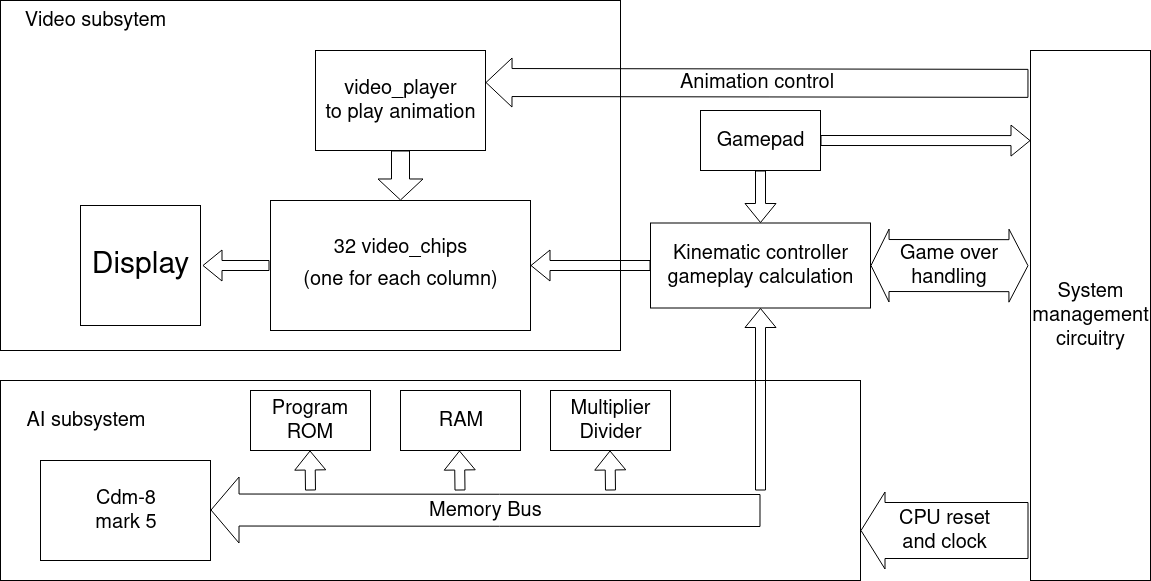 Video subsytem
video_player
to play animation
Animation control
Gamepad
Display
32 video_chips
(one for each column)
Kinematic controller
gameplay calculation
Game over
handling
System
management
circuitry
AI subsystem
Program
ROM
RAM
Multiplier
Divider
Cdm-8
mark 5
Memory Bus
CPU reset
and clock